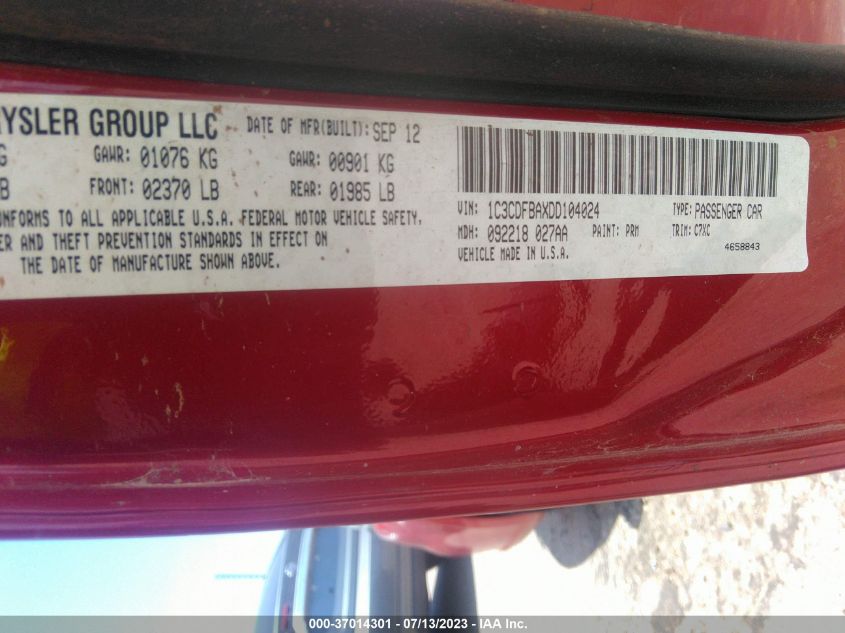 YSLER GROUP LLC DATE OF MFR(BUILT): SEP 12
G GAWR: 01076 KG GAWR: 00901 KG
B FRONT: 02370 LB REAR: 01985 LB
ONFORMS TO ALL APPLICABLE U.S.A. FEDERAL MOTOR VEHICLE SAFETY,
ER AND THEFT PREVENTION STANDARDS IN EFFECT ON
THE DATE OF MANUFACTURE SHOWN ABOVE.
VIN: 1C3CDFBAXDD104024 TYPE: PASSENGER CAR
MDH: 092218 027AA PAINT: PRM TRIM: C7XC
VEHICLE MADE IN U.S.A. 4658843
000-37014301 - 07/13/2023 - IAA Inc.